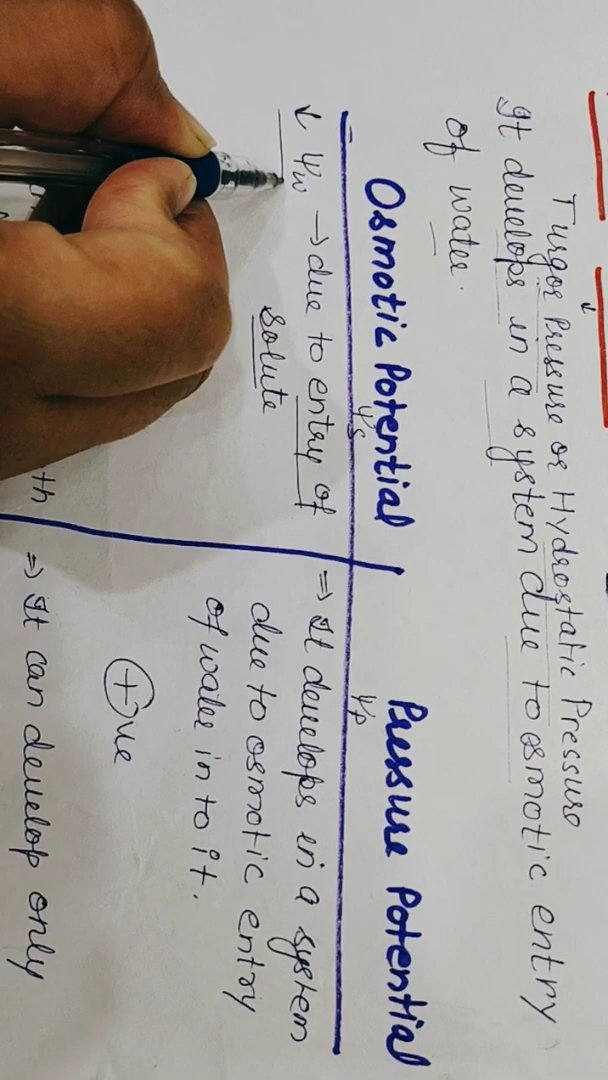 Turgor Pressure or Hydrostatic Pressure
↓
It develops in a system due to osmotic entry
of water.
Osmotic Potential
Ψs
Pressure Potential
Ψp
↓ Ψw → due to entry of
solute
⇒ It develops in a system
due to osmotic entry
of water in to it.
+ive
th
⇒ It can develop only